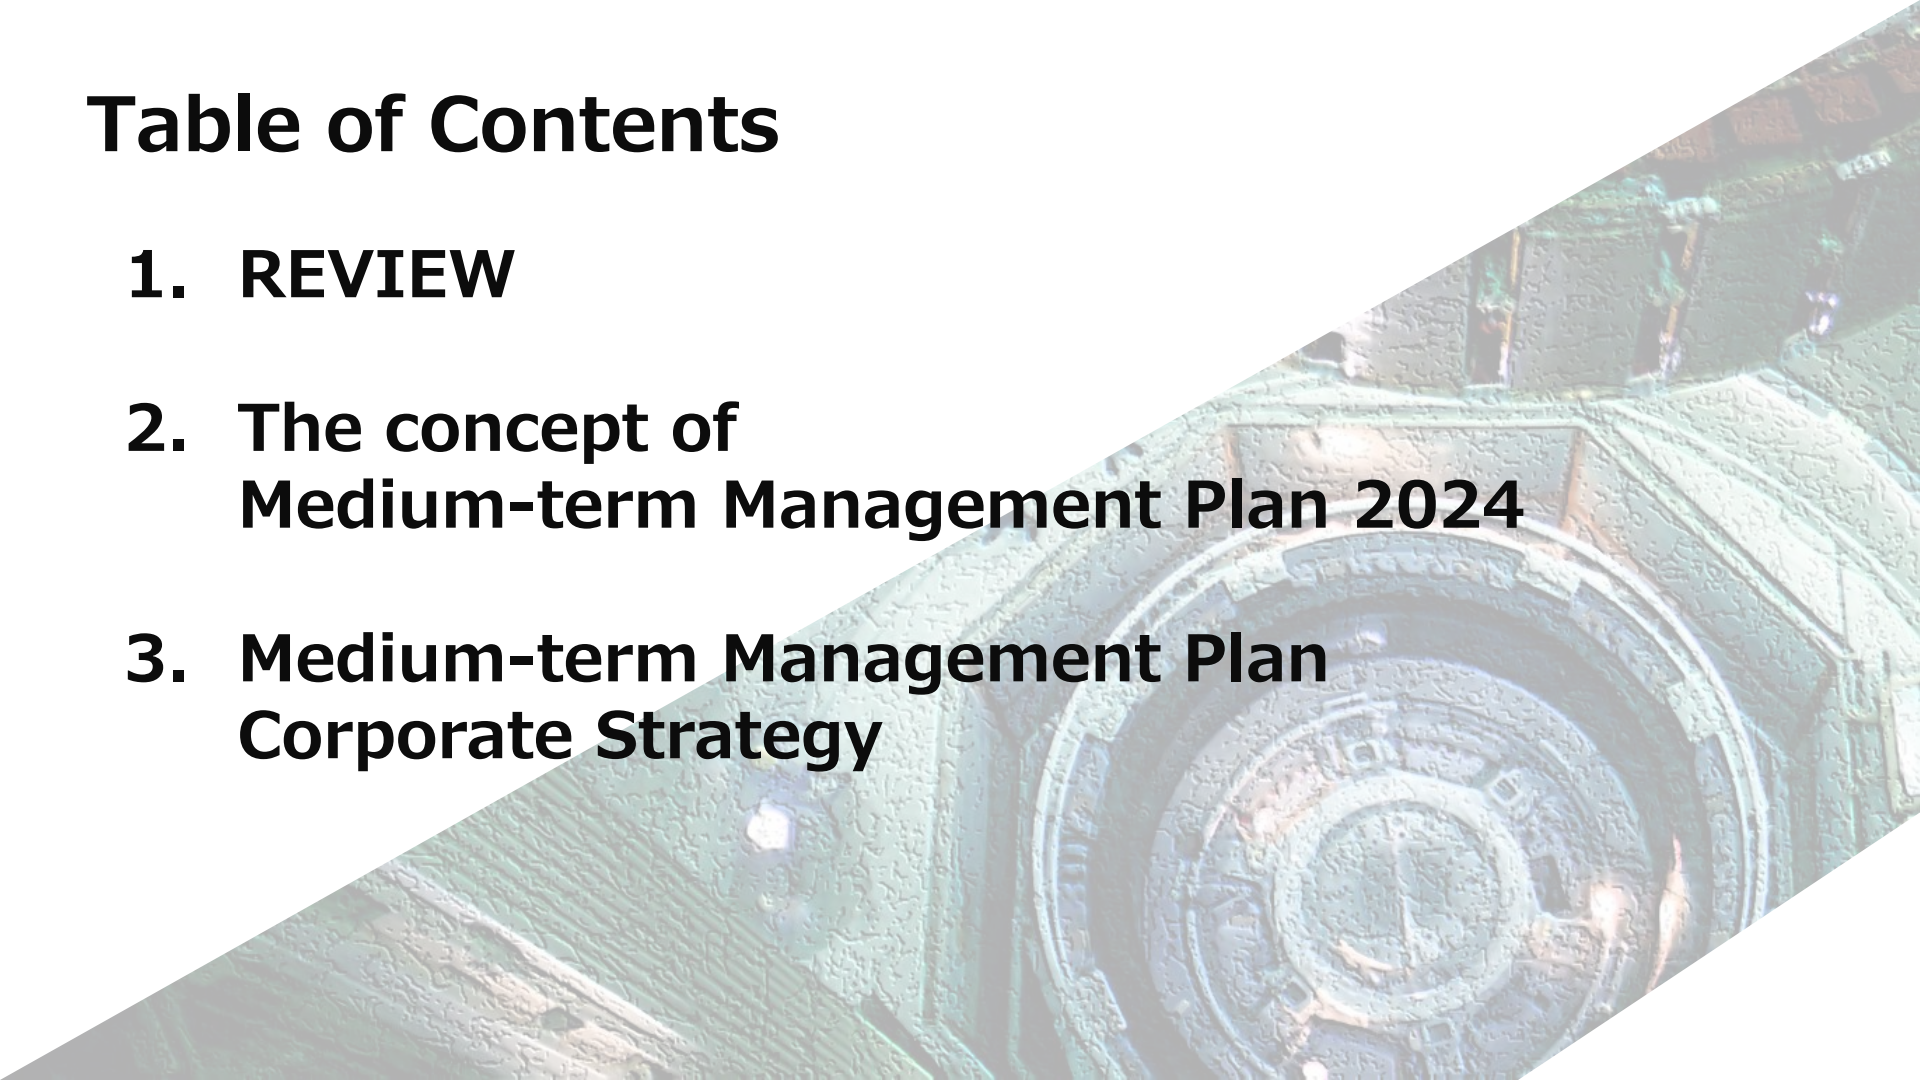 Table of Contents
1. REVIEW
2. The concept of
Medium-term Management Plan 2024
3. Medium-term Management Plan
Corporate Strategy